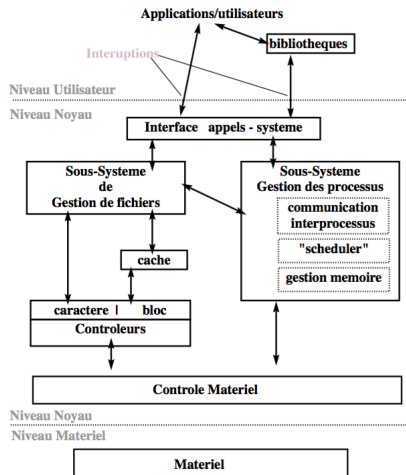 Applications/utilisateurs
bibliotheques
Interuptions
Niveau Utilisateur
Niveau Noyau
Interface appels - systeme
Sous-Systeme
de
Gestion de fichiers
Sous-Systeme
Gestion des processus
communication
interprocessus
"scheduler"
gestion memoire
cache
caractere | bloc
Controleurs
Controle Materiel
Niveau Noyau
Niveau Materiel
Materiel